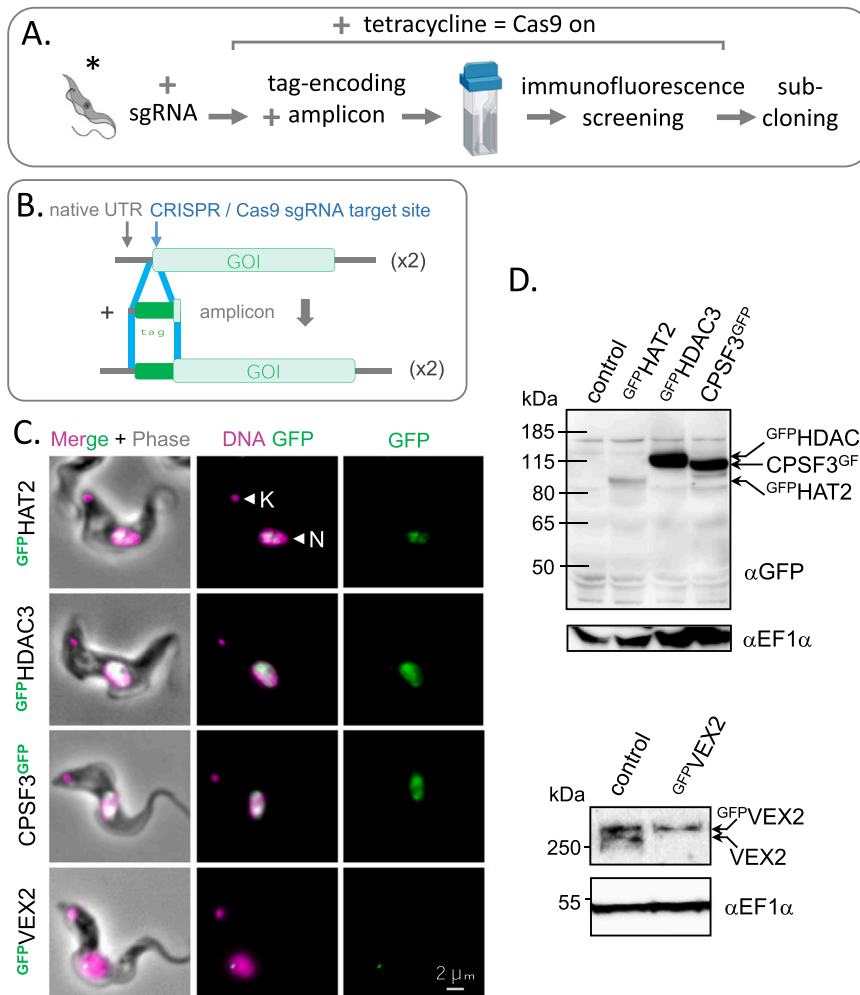 A.
+ tetracycline = Cas9 on
*
+
sgRNA
tag-encoding
+ amplicon
immunofluorescence
screening
sub-
cloning
B.
native UTR
CRISPR / Cas9 sgRNA target site
GOI
(x2)
+
tag
amplicon
GOI
(x2)
C.
Merge + Phase
DNA GFP
GFP
GFPHAT2
K
N
GFPHDAC3
CPSF3GFP
GFPVEX2
2 μm
D.
control
GFPHAT2
GFPHDAC3
CPSF3GFP
kDa
185
115
80
65
50
GFPHDAC
CPSF3GF
GFPHAT2
αGFP
αEF1α
control
GFPVEX2
kDa
250
GFPVEX2
VEX2
55
αEF1α